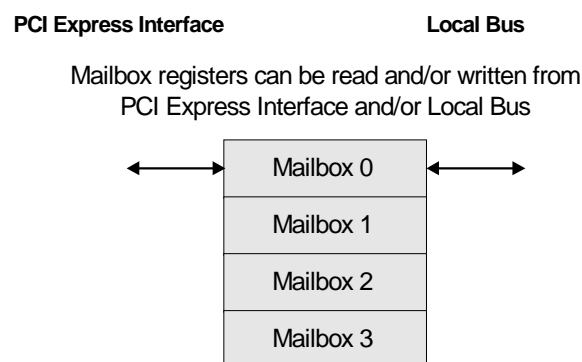 PCI Express Interface Local Bus
Mailbox registers can be read and/or written from
PCI Express Interface and/or Local Bus
Mailbox 0
Mailbox 1
Mailbox 2
Mailbox 3